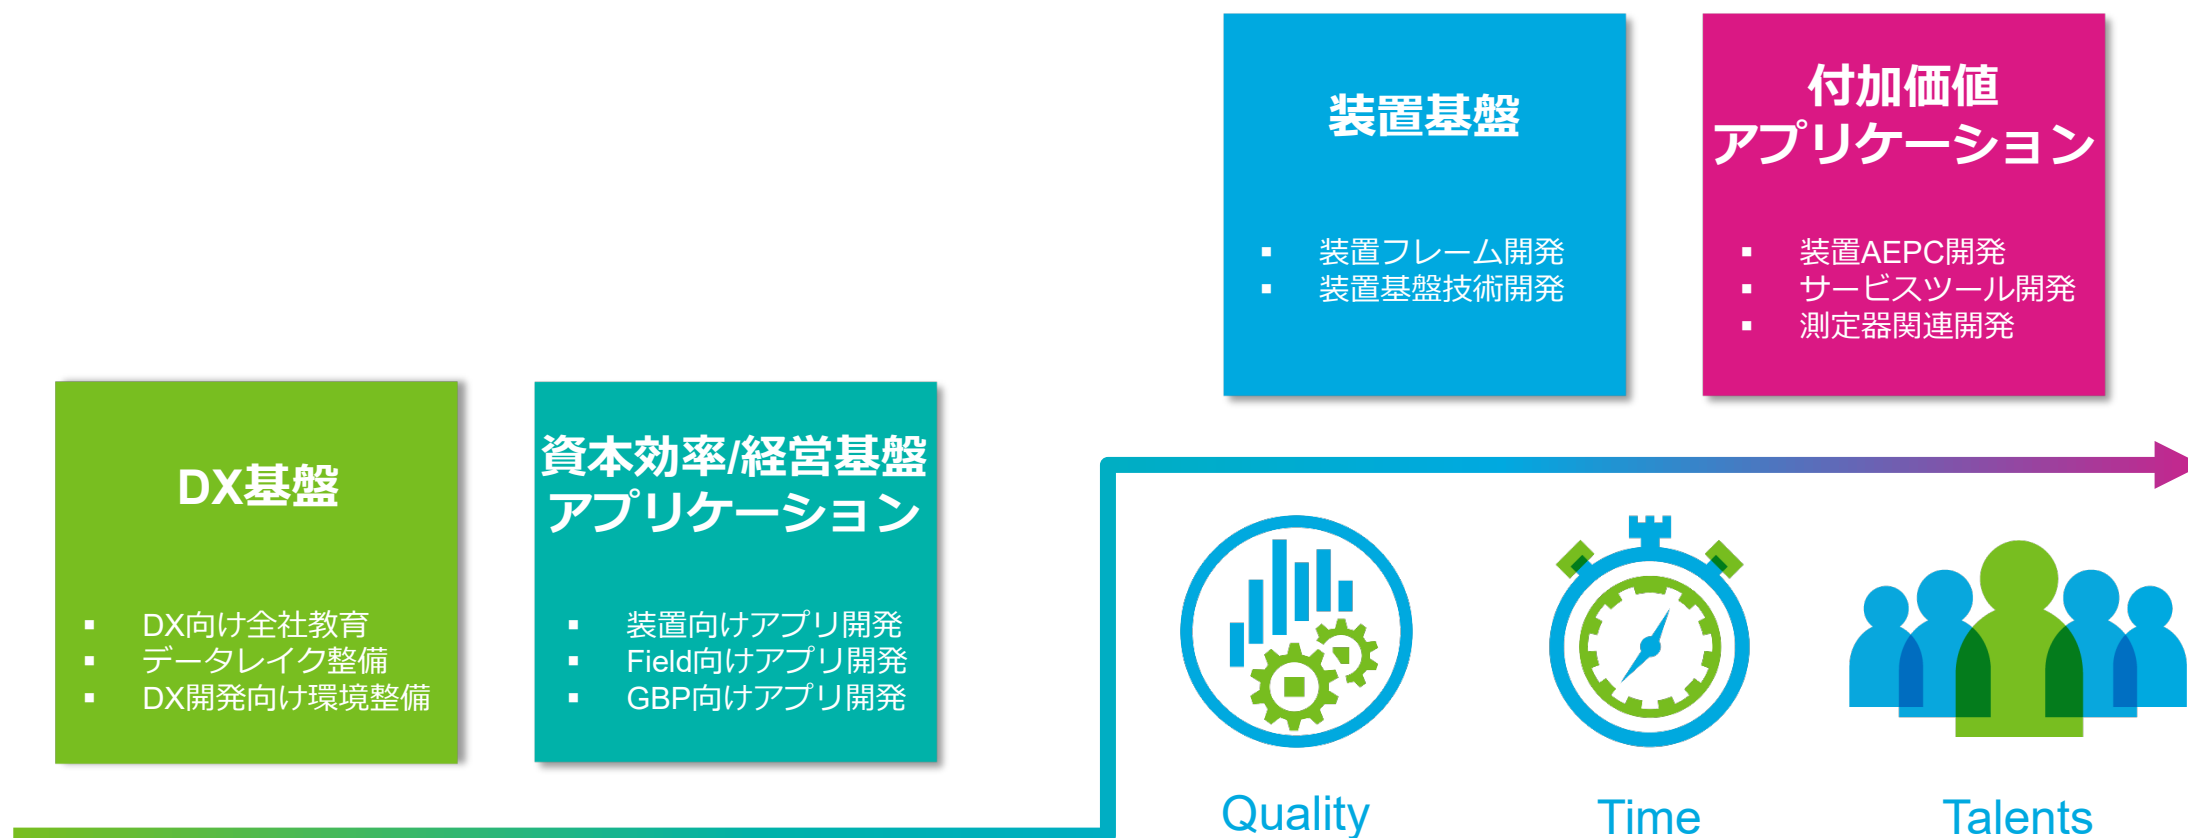 装置基盤
▪ 装置フレーム開発
▪ 装置基盤技術開発
付加価値
アプリケーション
▪ 装置AEPC開発
▪ サービスツール開発
▪ 測定器関連開発
DX基盤
▪ DX向け全社教育
▪ データレイク整備
▪ DX開発向け環境整備
資本効率/経営基盤
アプリケーション
▪ 装置向けアプリ開発
▪ Field向けアプリ開発
▪ GBP向けアプリ開発
Quality
Time
Talents